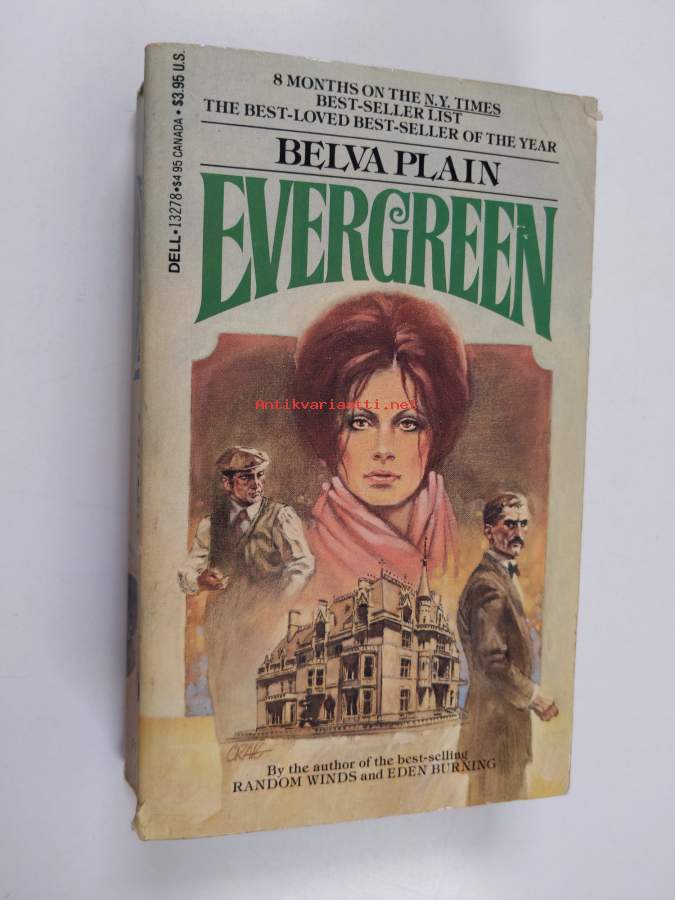 8 MONTHS ON THE N.Y. TIMES
BEST-SELLER LIST
THE BEST-LOVED BEST-SELLER OF THE YEAR
BELVA PLAIN
EVERGREEN
DELL • 13278 • $4.95 CANADA • $3.95 U.S.
Antikvariaatti.net
CRAIG
By the author of the best-selling
RANDOM WINDS and EDEN BURNING